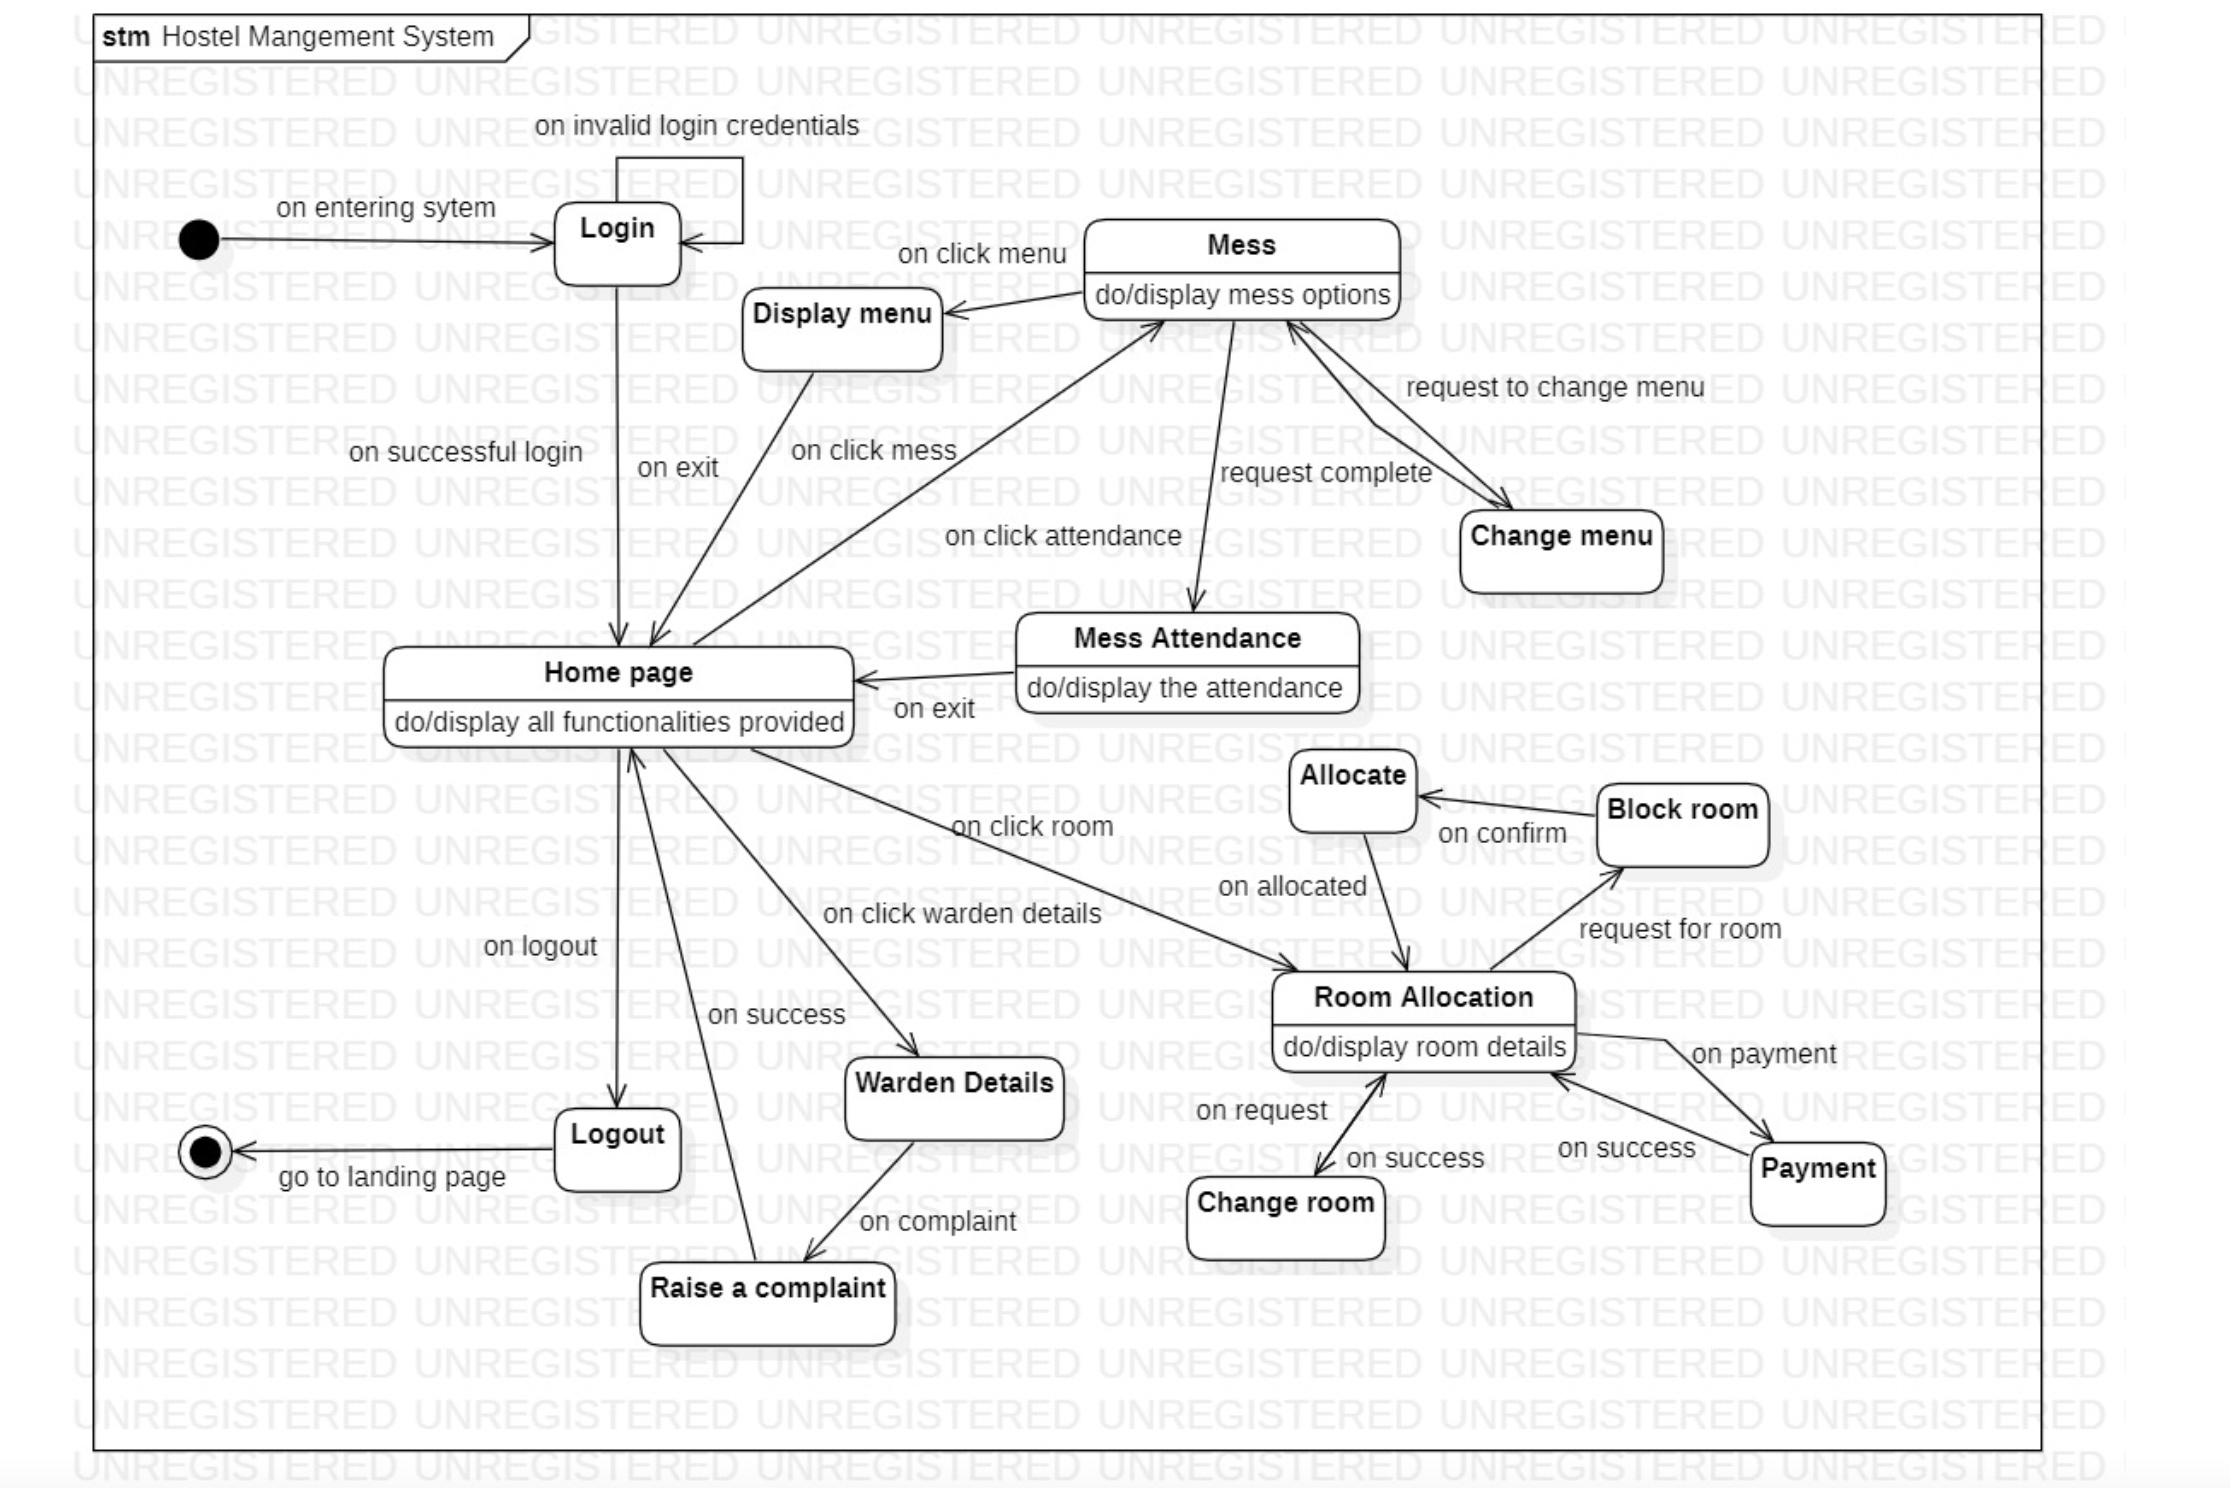 stm Hostel Mangement System
on invalid login credentials
on entering sytem
Login
Mess
do/display mess options
on click menu
Display menu
request to change menu
on successful login
on exit
on click mess
request complete
on click attendance
Change menu
Mess Attendance
do/display the attendance
Home page
do/display all functionalities provided
on exit
Allocate
Block room
on confirm
on click room
on allocated
on click warden details
request for room
on logout
Room Allocation
do/display room details
on success
on payment
Warden Details
on request
Logout
on success
on success
Payment
go to landing page
Change room
on complaint
Raise a complaint
UNREGISTERED UNREGISTERED UNREGISTERED UNREGISTERED UNREGISTERED UNREGISTERED